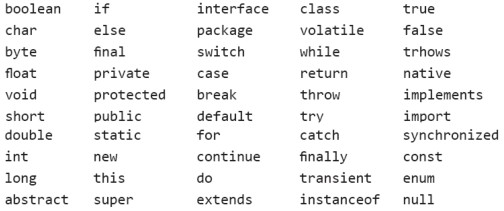 boolean if interface class true
char else package volatile false
byte final switch while trhows
float private case return native
void protected break throw implements
short public default try import
double static for catch synchronized
int new continue finally const
long this do transient enum
abstract super extends instanceof null